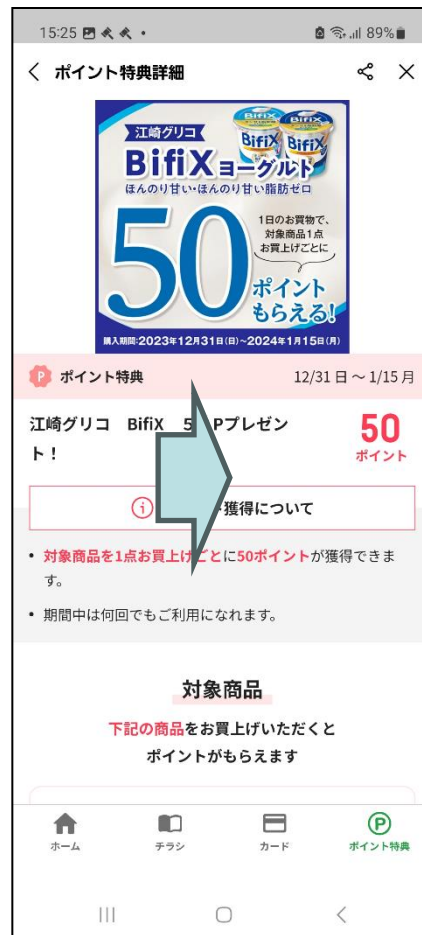 15:25
89%
ポイント特典詳細
BifiX BifiX
江崎グリコ
BifiXヨーグルト
ほんのり甘い・ほんのり甘い脂肪ゼロ
1日のお買物で、
対象商品1点
お買上げごとに
50
ポイント
もらえる!
購入期間:2023年12月31日(日)~2024年1月15日(月)
P ポイント特典 12/31 日 ~ 1/15 月
江崎グリコ BifiX 5 Pプレゼン
ト!
50
ポイント
獲得について
• 対象商品を1点お買上げごとに50ポイントが獲得できま
す。
• 期間中は何回でもご利用になれます。
対象商品
下記の商品をお買上げいただくと
ポイントがもらえます
ホーム チラシ カード ポイント特典